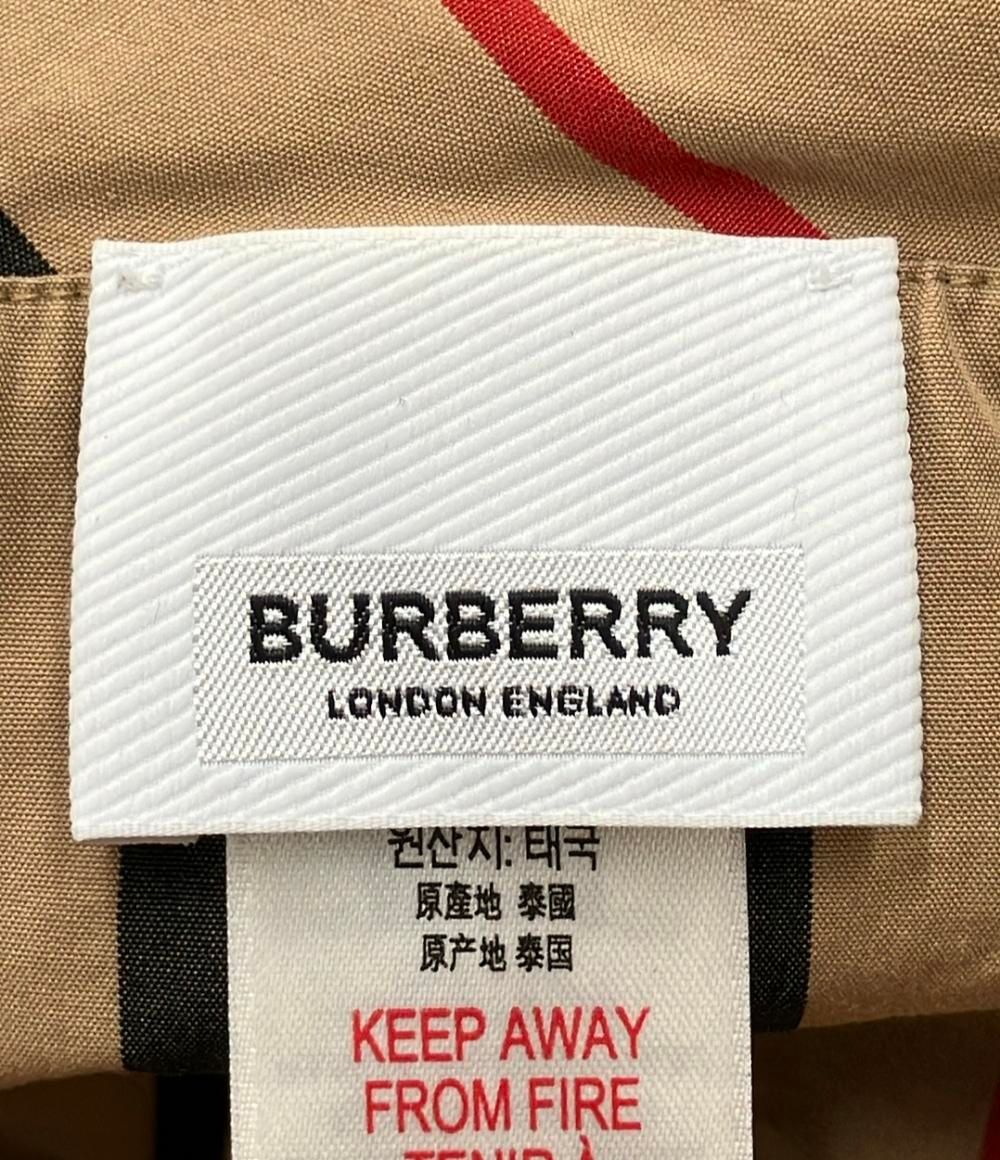 BURBERRY
LONDON ENGLAND
원산지: 태국
原產地 泰國
原产地 泰国
KEEP AWAY
FROM FIRE
TENIR À